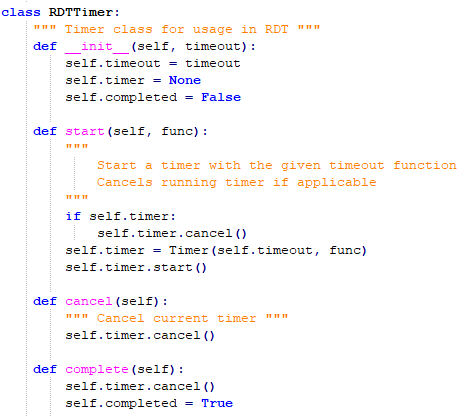 class RDTTimer:
    """ Timer class for usage in RDT """
    def __init__(self, timeout):
        self.timeout = timeout
        self.timer = None
        self.completed = False

    def start(self, func):
        """
            Start a timer with the given timeout function
            Cancels running timer if applicable
        """
        if self.timer:
            self.timer.cancel()
        self.timer = Timer(self.timeout, func)
        self.timer.start()

    def cancel(self):
        """ Cancel current timer """
        self.timer.cancel()

    def complete(self):
        self.timer.cancel()
        self.completed = True